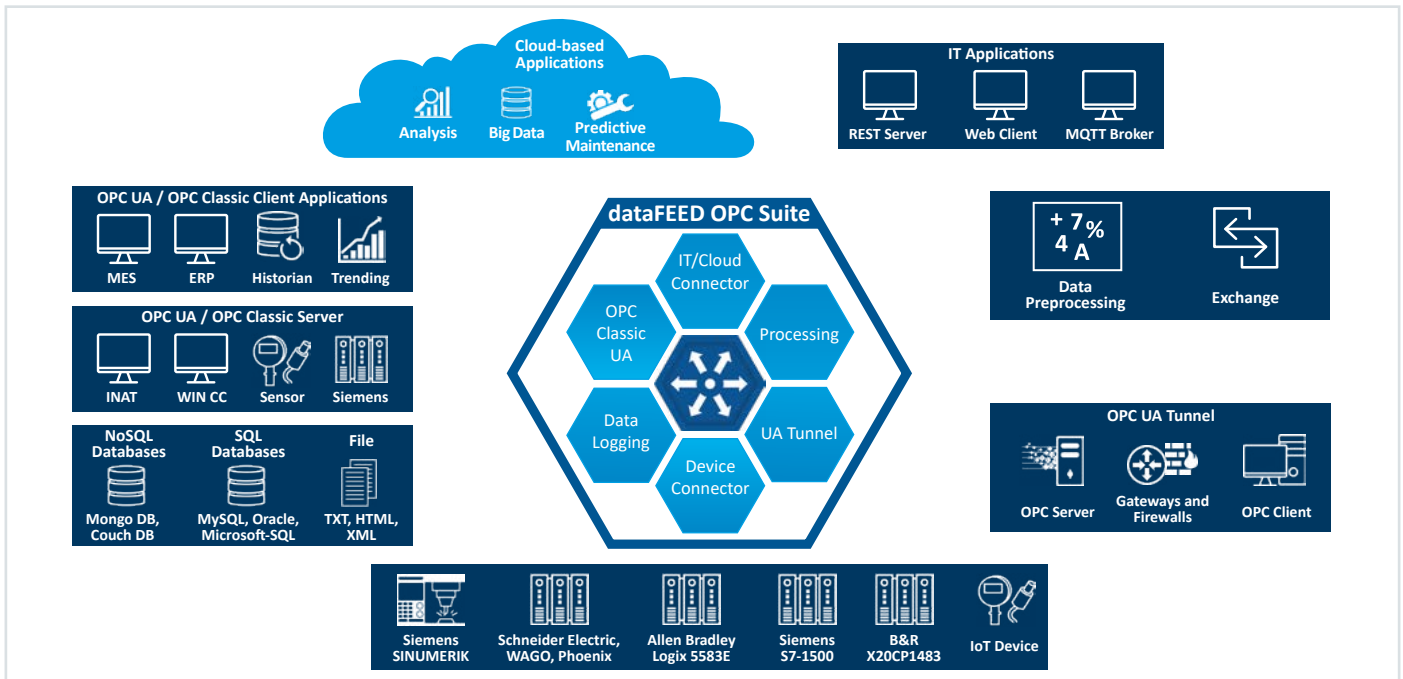 Cloud-based
Applications
Analysis
Big Data
Predictive
Maintenance
IT Applications
REST Server
Web Client
MQTT Broker
OPC UA / OPC Classic Client Applications
MES
ERP
Historian
Trending
OPC UA / OPC Classic Server
INAT
WIN CC
Sensor
Siemens
NoSQL
Databases
SQL
Databases
File
Mongo DB,
Couch DB
MySQL, Oracle,
Microsoft-SQL
TXT, HTML,
XML
dataFEED OPC Suite
IT/Cloud
Connector
OPC
Classic
UA
Processing
Data
Logging
UA Tunnel
Device
Connector
+ 7%
4 A
Data
Preprocessing
Exchange
OPC UA Tunnel
OPC Server
Gateways and
Firewalls
OPC Client
Siemens
SINUMERIK
Schneider Electric,
WAGO, Phoenix
Allen Bradley
Logix 5583E
Siemens
S7-1500
B&R
X20CP1483
IoT Device